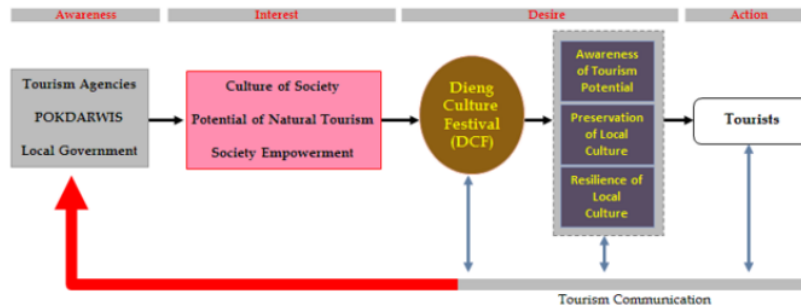 Awareness
Interest
Desire
Action
Tourism Agencies
POKDARWIS
Local Government
Culture of Society
Potential of Natural Tourism
Society Empowerment
Dieng
Culture
Festival
(DCF)
Awareness
of Tourism
Potential
Preservation
of Local
Culture
Resilience of
Local
Culture
Tourists
Tourism Communication